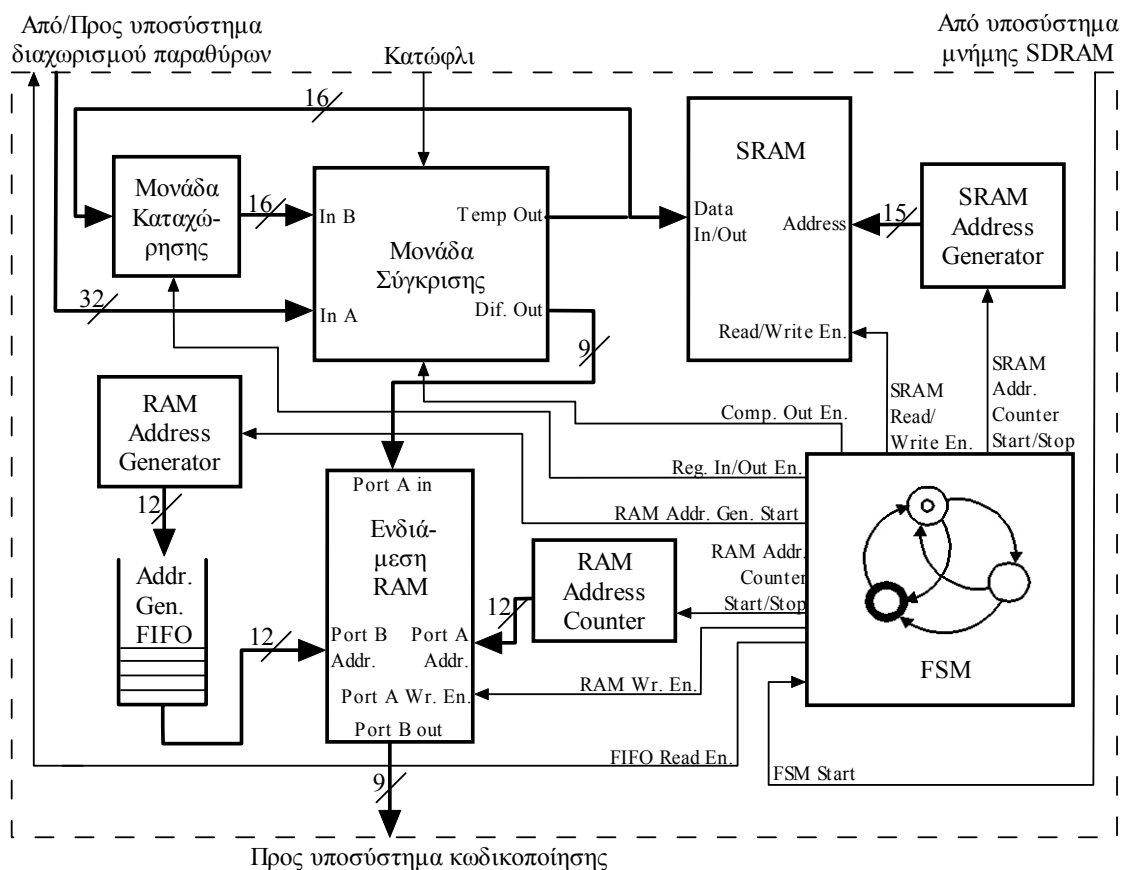 Από/Προς υποσύστημα
διαχωρισμού παραθύρων
Κατώφλι
Από υποσύστημα
μνήμης SDRAM
16
SRAM
Μονάδα
Καταχώ-
ρησης
16
In B
Temp Out
Μονάδα
Σύγκρισης
Data
In/Out
Address
15
SRAM
Address
Generator
32
In A
Dif. Out
9
Read/Write En.
RAM
Address
Generator
SRAM
Read/
Write En.
SRAM
Addr.
Counter
Start/Stop
Comp. Out En.
Reg. In/Out En.
12
Port A in
RAM Addr. Gen. Start
Ενδιά-
μεση
RAM
RAM
Address
Counter
RAM Addr.
Counter
Start/Stop
Addr.
Gen.
FIFO
12
12
Port B
Addr.
Port A
Addr.
Port A Wr. En.
RAM Wr. En.
FSM
Port B out
FIFO Read En.
FSM Start
9
Προς υποσύστημα κωδικοποίησης